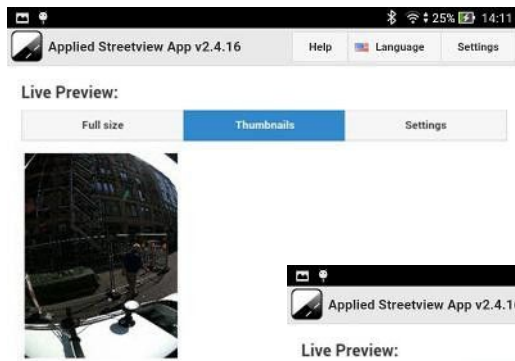 25% 14:11
Applied Streetview App v2.4.16 Help Language Settings
Live Preview:
Full size Thumbnails Settings
Applied Streetview App v2.4.1
Live Preview: